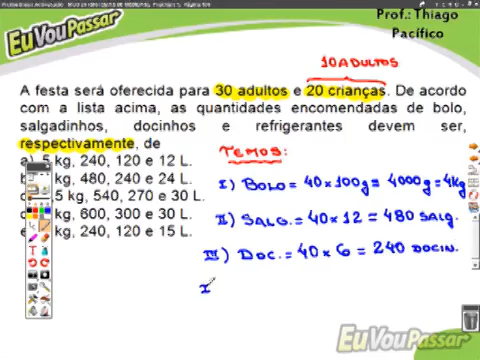 EuVouPassar
Prof.: Thiago
Pacífico
10 ADULTOS
A festa será oferecida para 30 adultos e 20 crianças. De acordo
com a lista acima, as quantidades encomendadas de bolo,
salgadinhos, docinhos e refrigerantes devem ser,
respectivamente, de
TEMOS:
a) 5 kg, 240, 120 e 12 L.
kg, 480, 240 e 24 L.
5 kg, 540, 270 e 30 L.
kg, 600, 300 e 30 L.
kg, 240, 120 e 15 L.
I) BOLO = 40 x 100g = 4000g = 4Kg
II) SALG. = 40 x 12 = 480 SALG.
III) DOC. = 40 x 6 = 240 DOCIN.
I
EuVouPassar